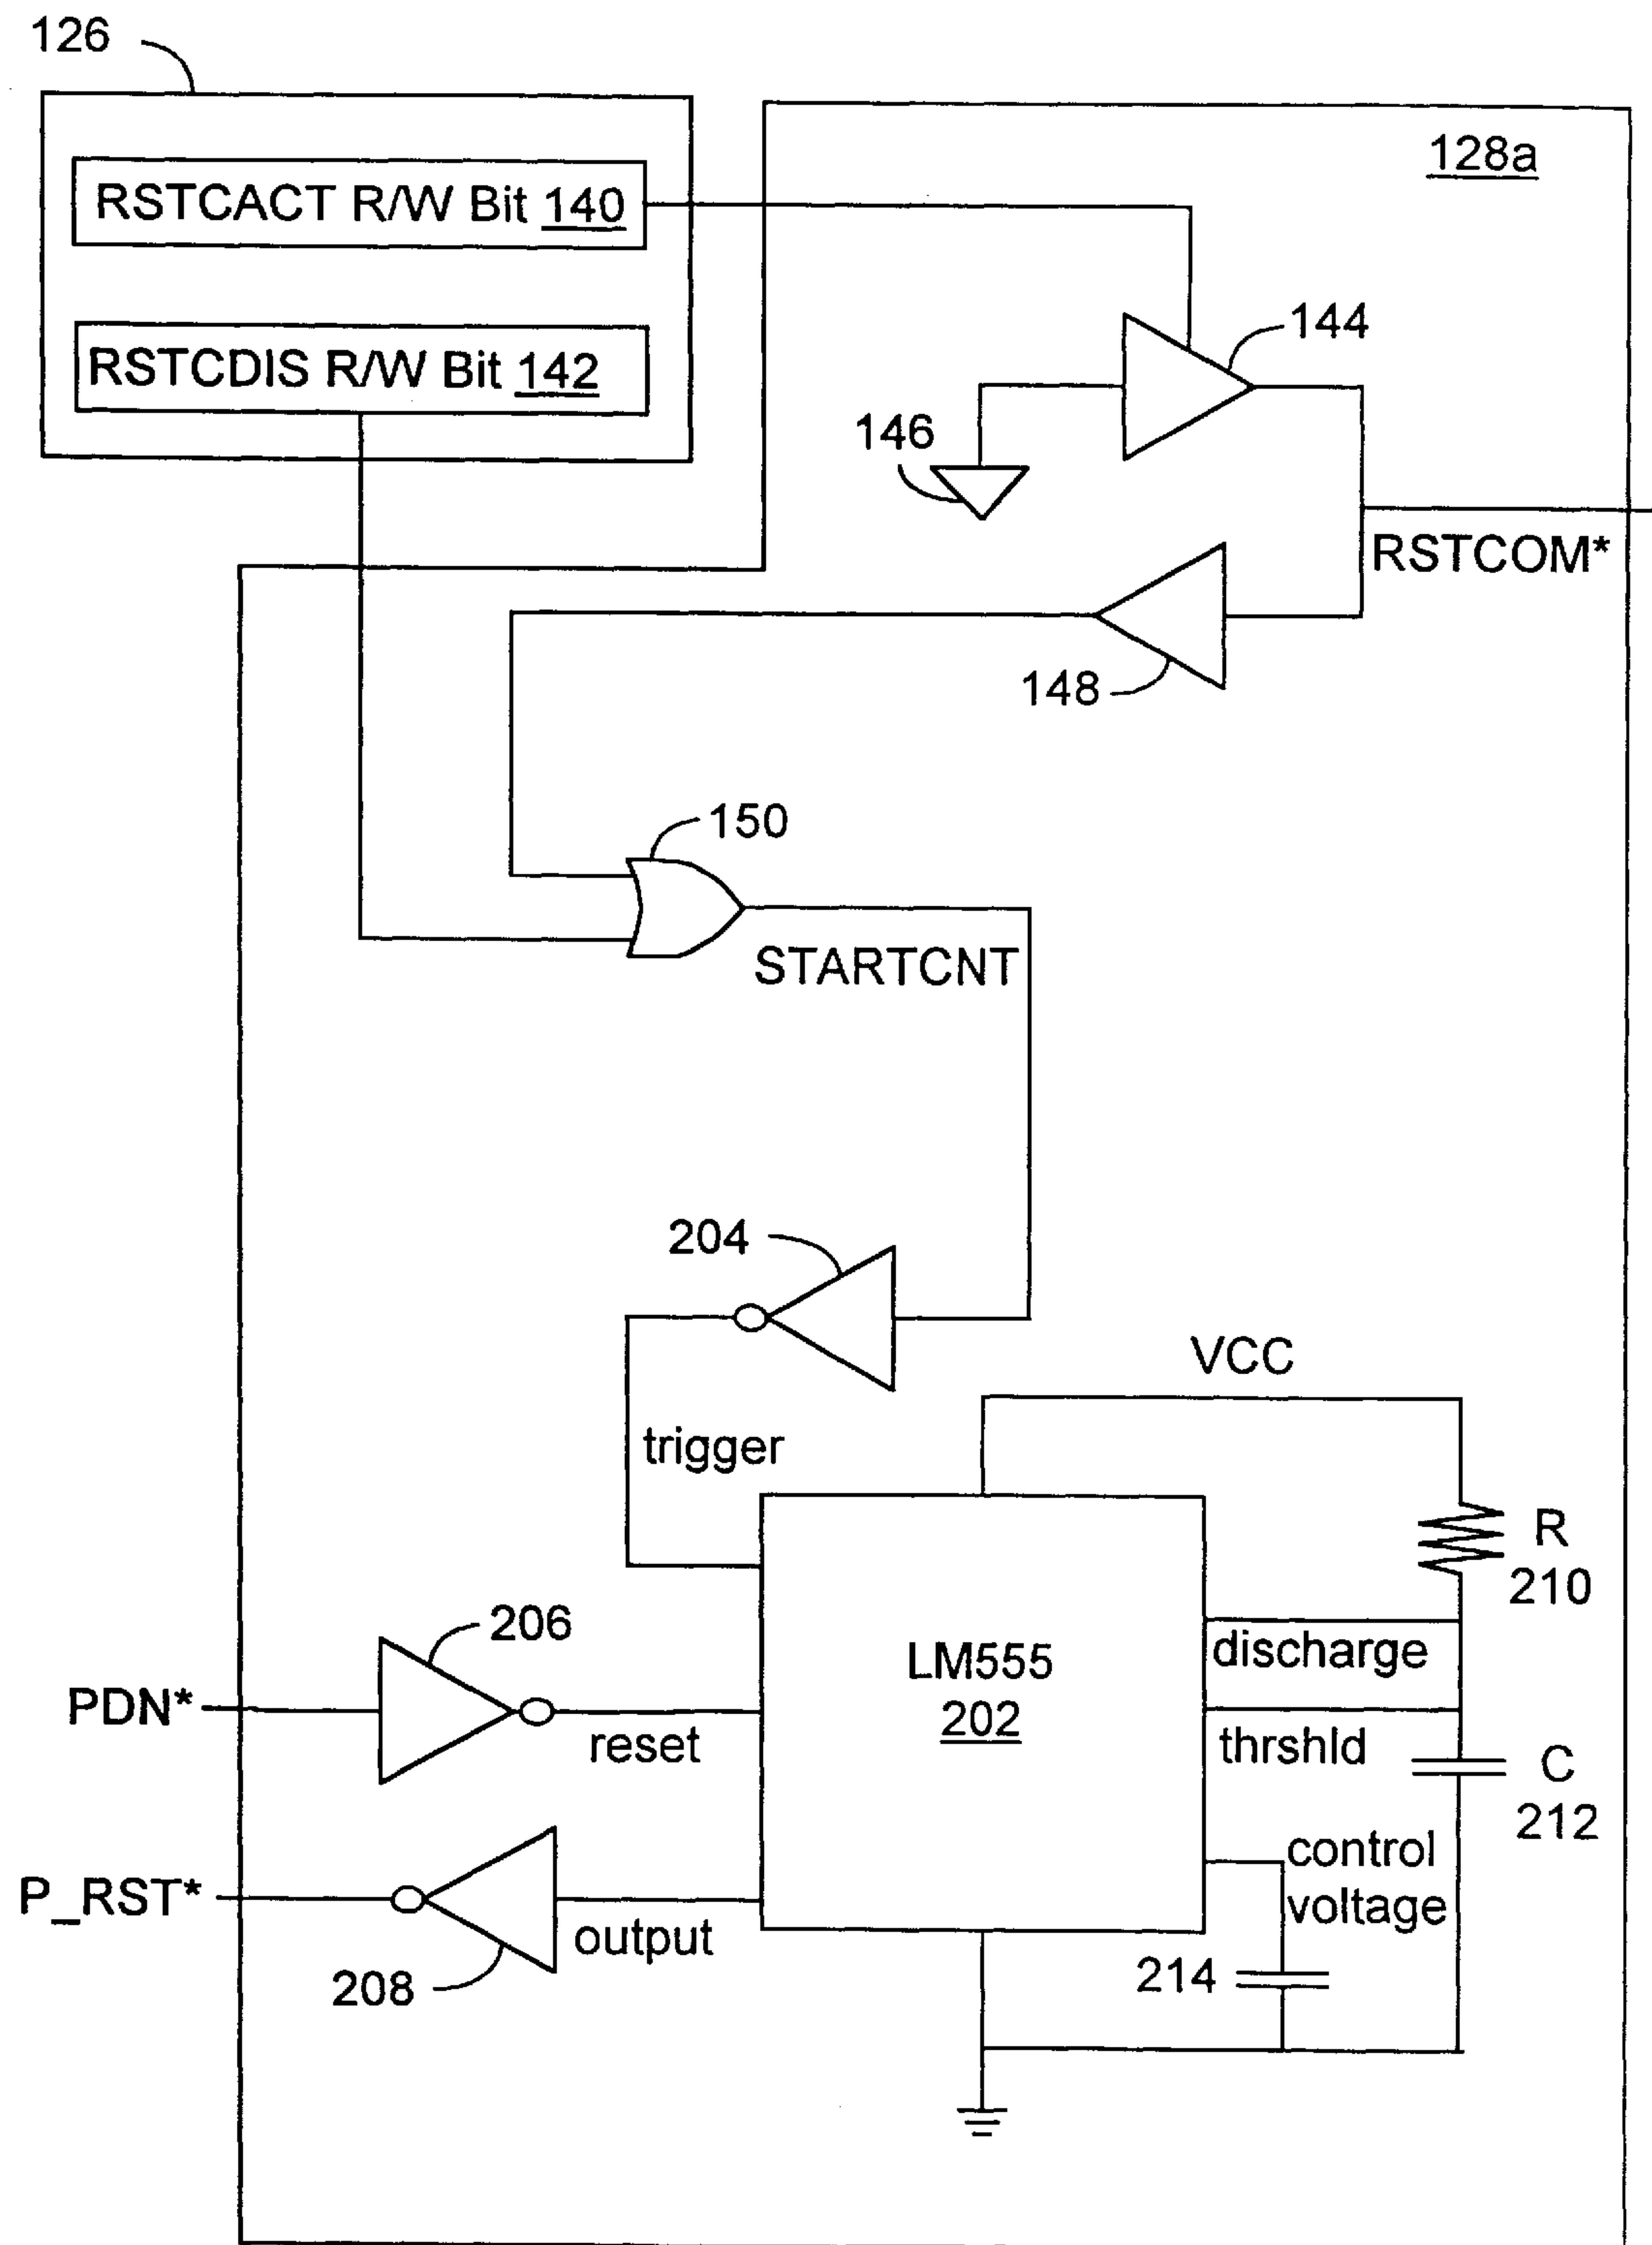 126
128a
RSTCACT R/W Bit 140
144
RSTCDIS R/W Bit 142
146
RSTCOM*
148
150
STARTCNT
204
VCC
trigger
R
210
206
LM555
202
discharge
PDN*
reset
thrshld
C
212
control
voltage
P_RST*
output
208
214